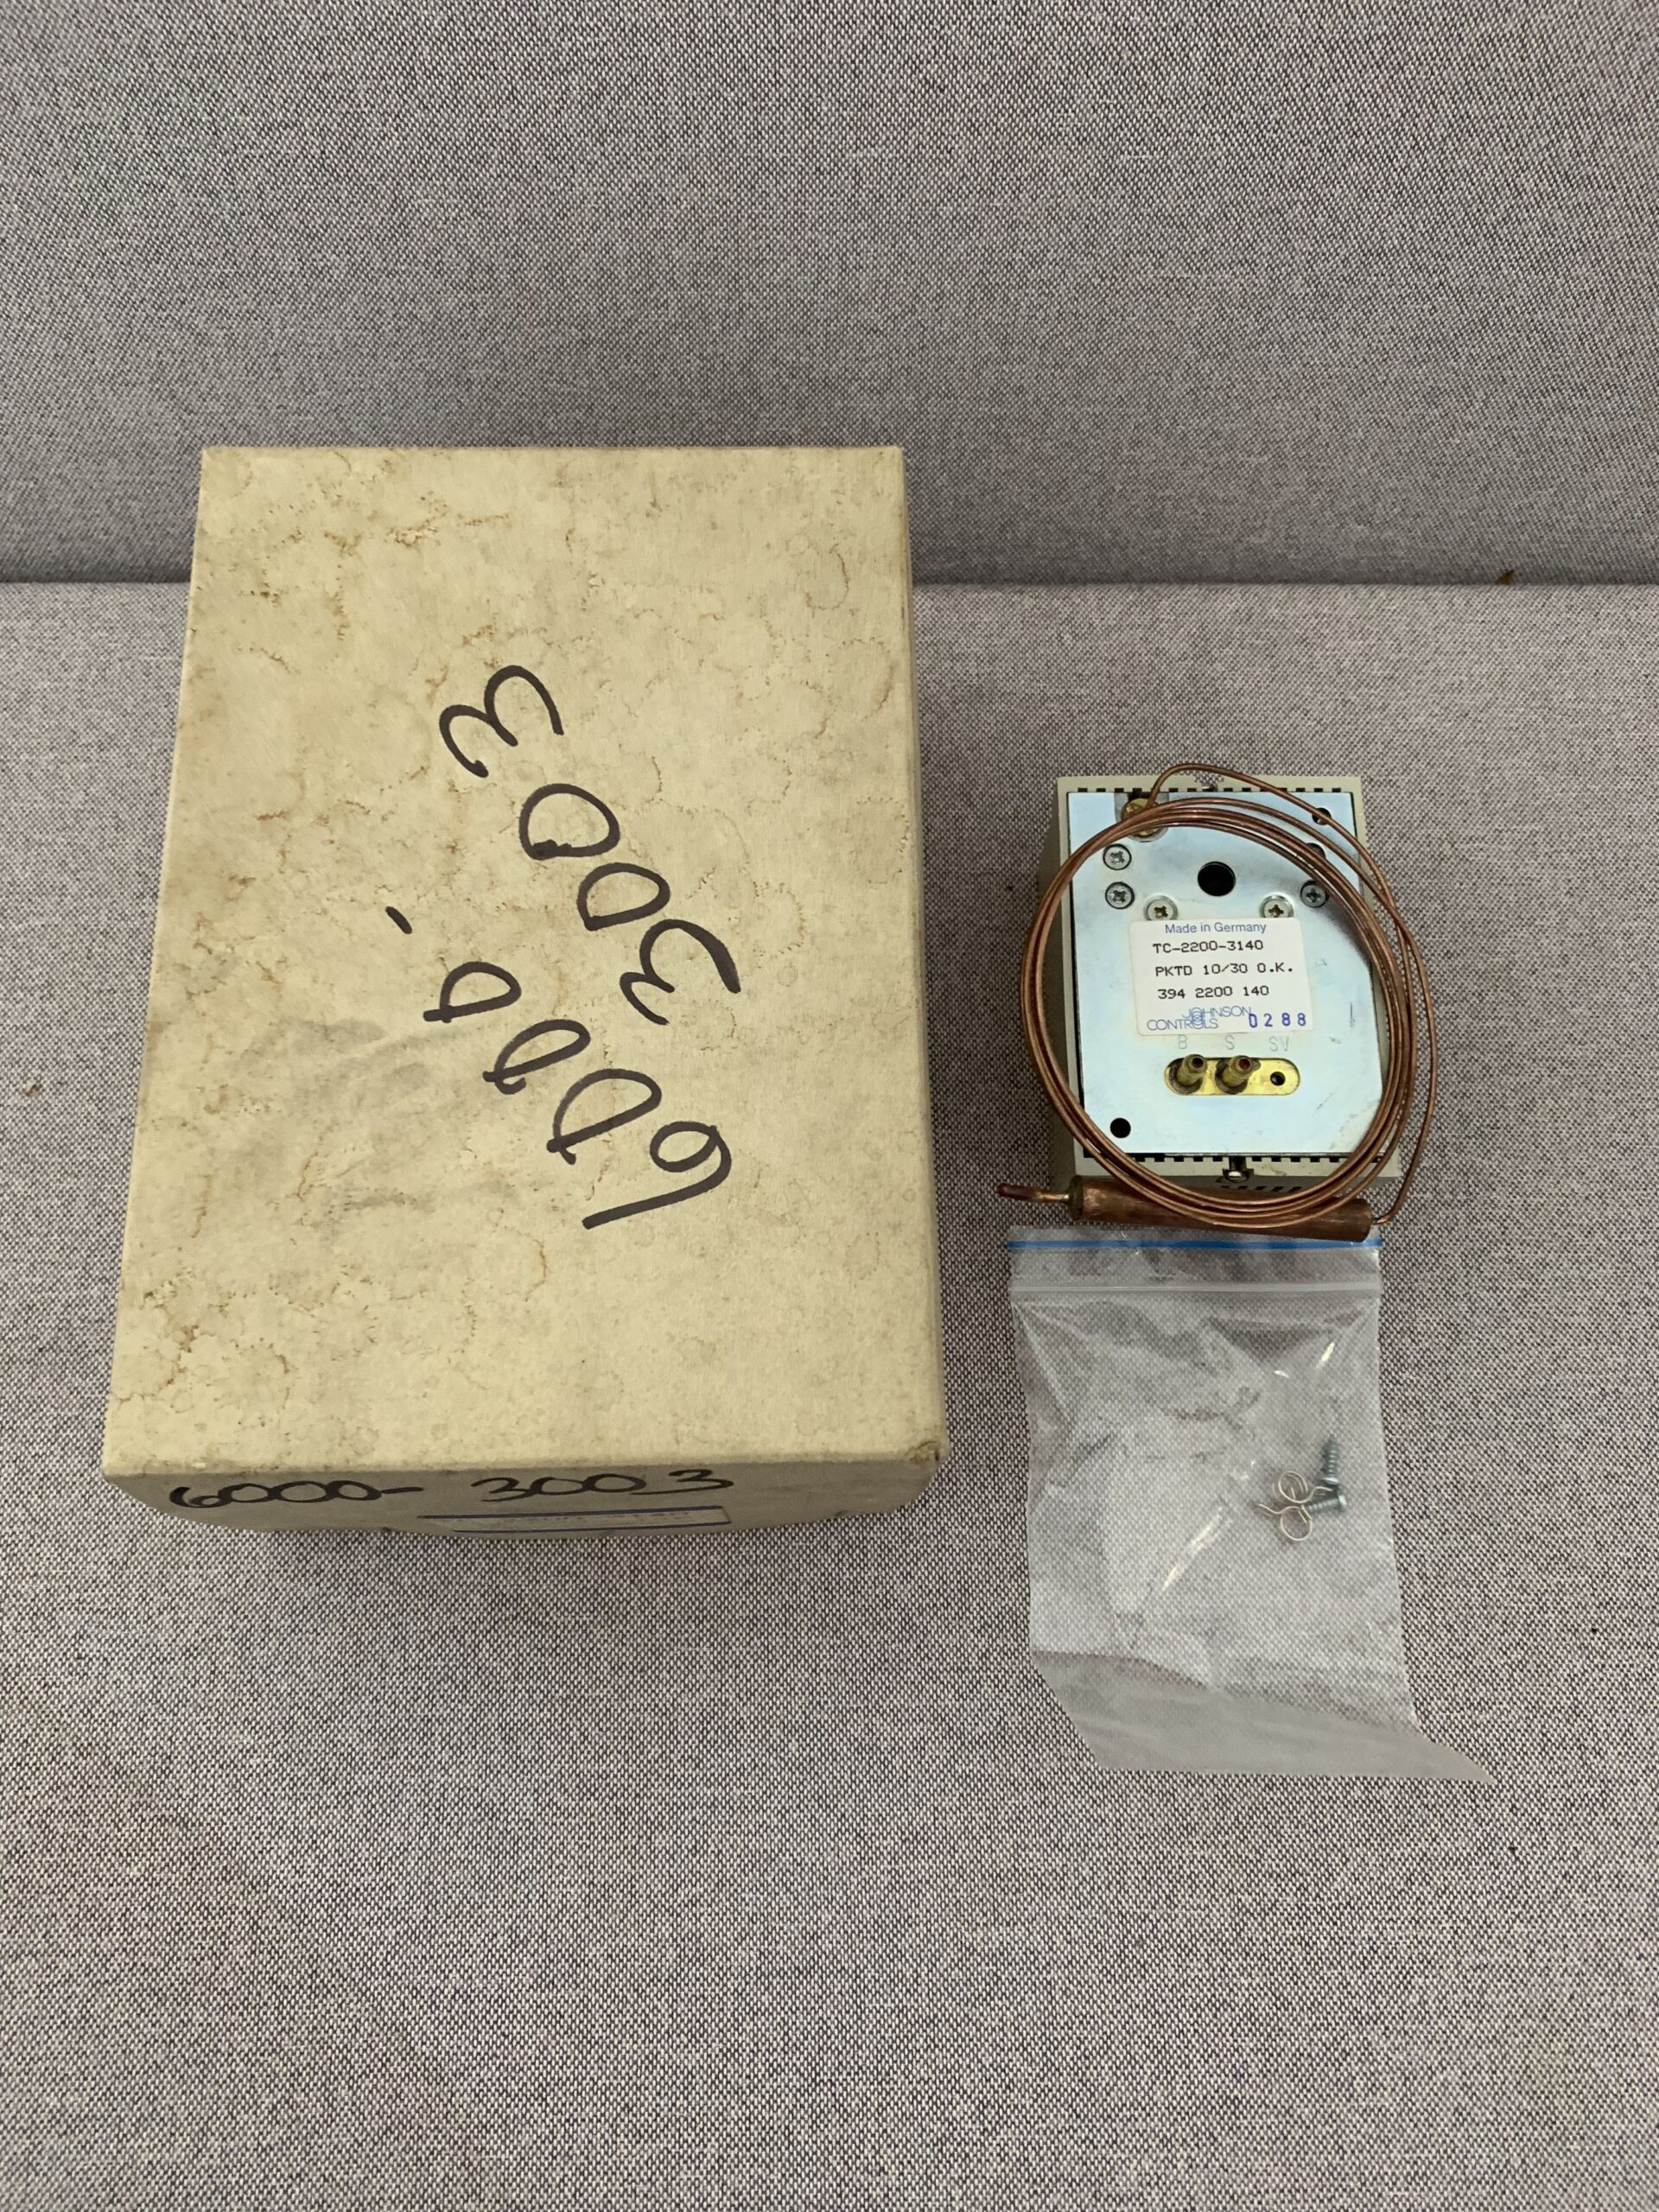 6000-
3003
6000- 3003
Made in Germany
TC-2200-3140
PKTD 10/30 O.K.
394 2200 140
JOHNSON
CONTROLS 0288
B S SV